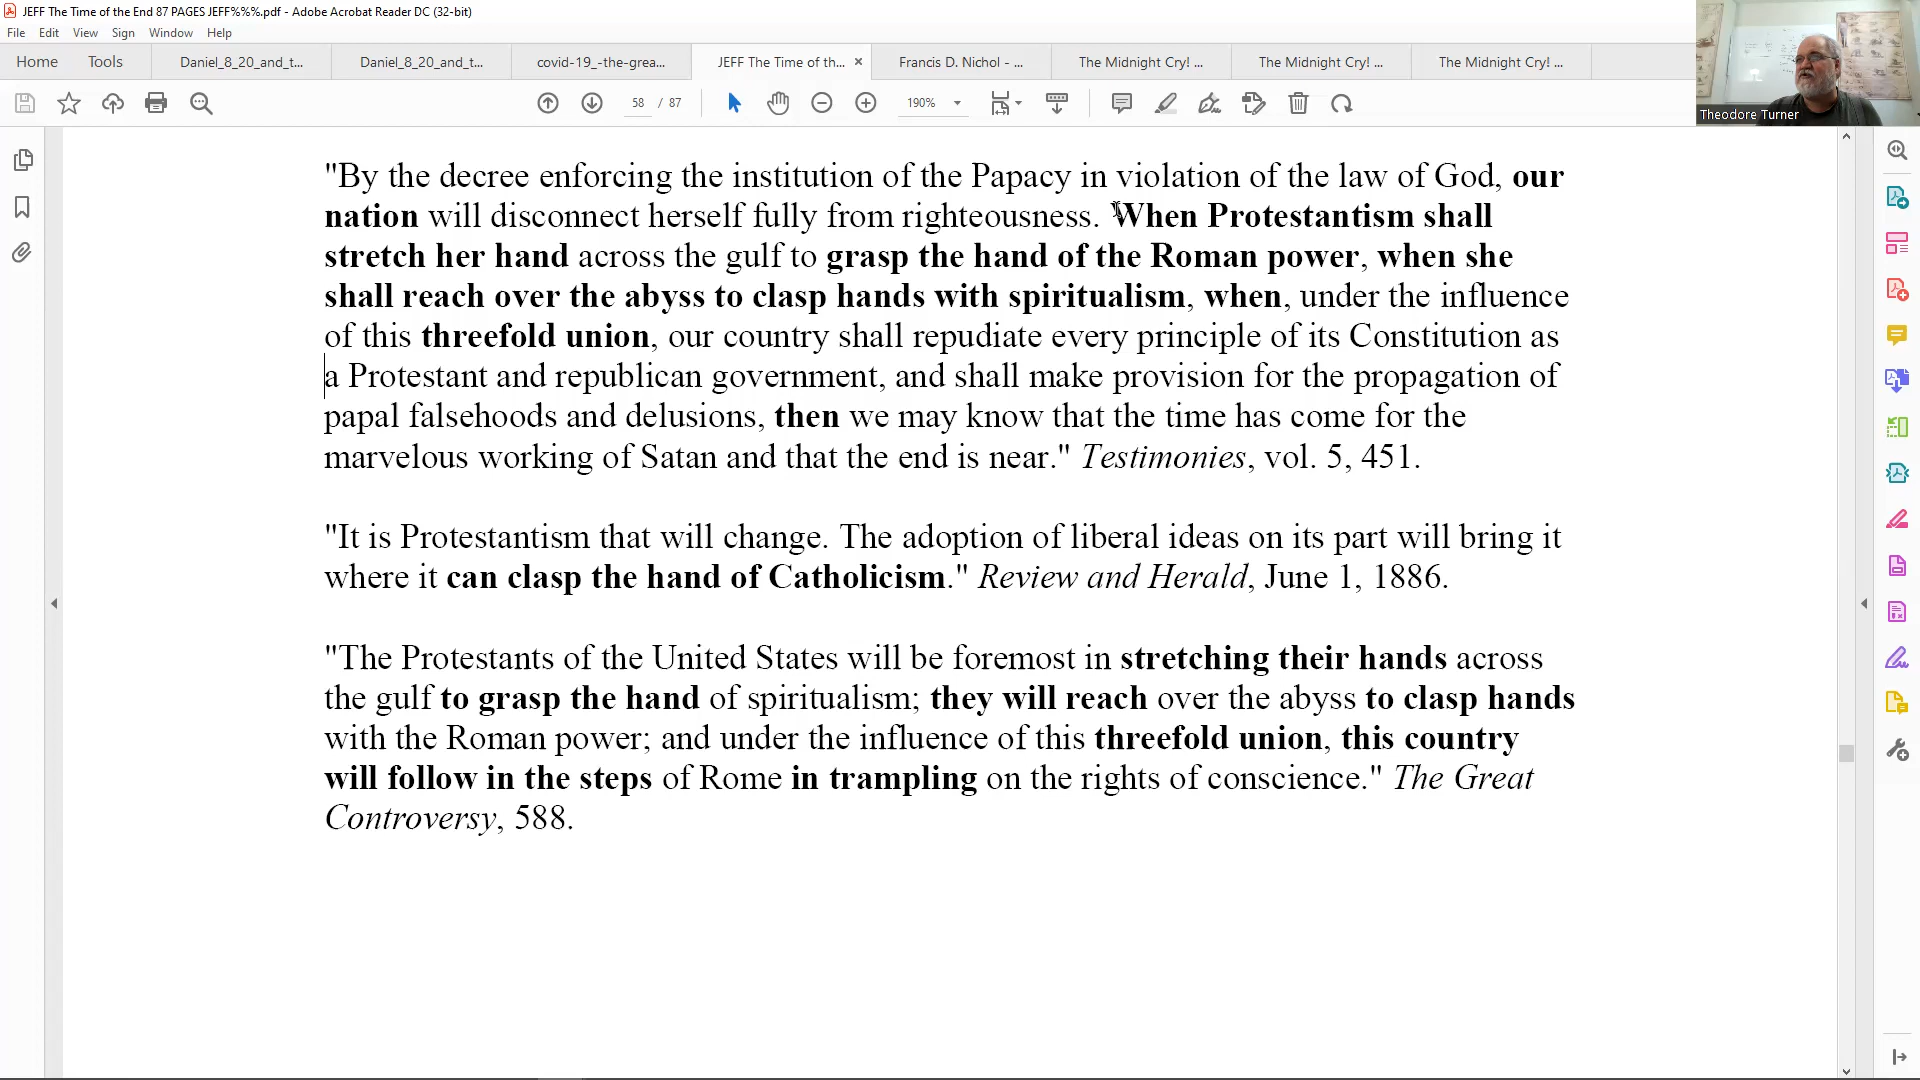 JEFF The Time of the End 87 PAGES JEFF%%%.pdf - Adobe Acrobat Reader DC (32-bit)
File Edit View Sign Window Help
Home Tools Daniel_8_20_and_t... Daniel_8_20_and_t... covid-19_-the-grea... JEFF The Time of th... × Francis D. Nichol - ... The Midnight Cry! ... The Midnight Cry! ... The Midnight Cry! ...
58 / 87 190%
Theodore Turner
"By the decree enforcing the institution of the Papacy in violation of the law of God, our
nation will disconnect herself fully from righteousness. When Protestantism shall
stretch her hand across the gulf to grasp the hand of the Roman power, when she
shall reach over the abyss to clasp hands with spiritualism, when, under the influence
of this threefold union, our country shall repudiate every principle of its Constitution as
a Protestant and republican government, and shall make provision for the propagation of
papal falsehoods and delusions, then we may know that the time has come for the
marvelous working of Satan and that the end is near." Testimonies, vol. 5, 451.
"It is Protestantism that will change. The adoption of liberal ideas on its part will bring it
where it can clasp the hand of Catholicism." Review and Herald, June 1, 1886.
"The Protestants of the United States will be foremost in stretching their hands across
the gulf to grasp the hand of spiritualism; they will reach over the abyss to clasp hands
with the Roman power; and under the influence of this threefold union, this country
will follow in the steps of Rome in trampling on the rights of conscience." The Great
Controversy, 588.